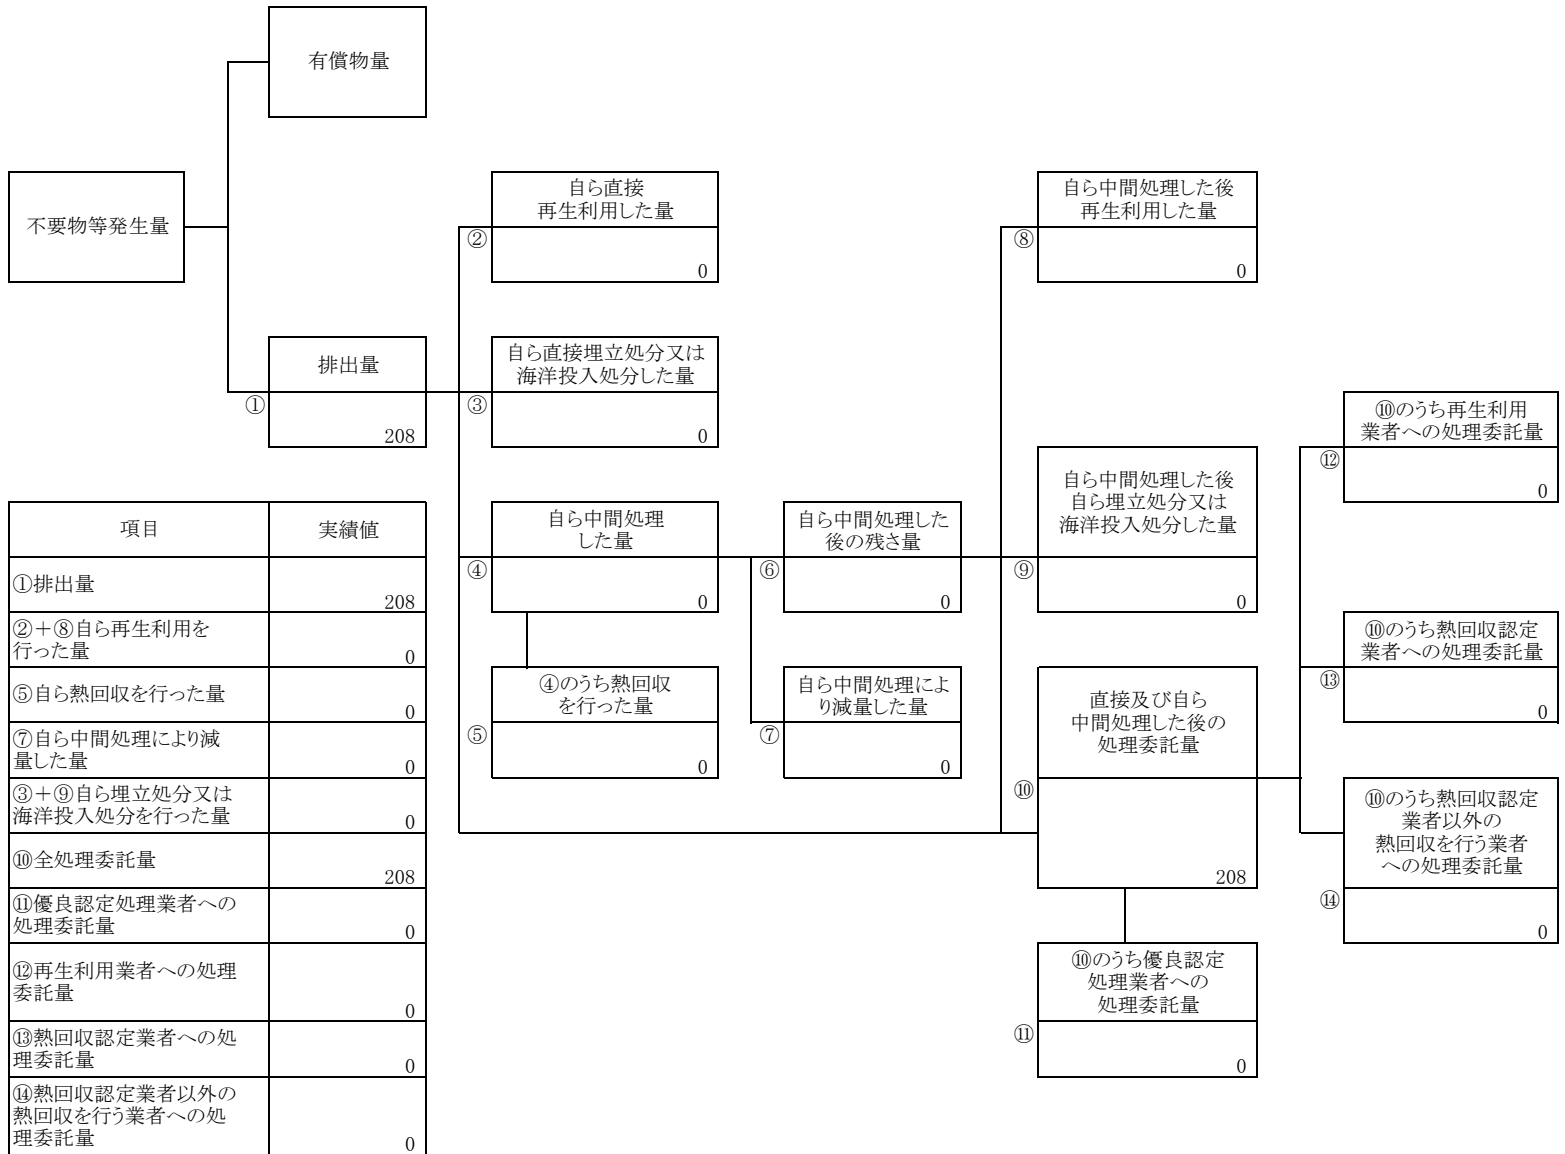 有償物量
不要物等発生量
自ら直接
再生利用した量
②
0
自ら中間処理した後
再生利用した量
⑧
0
排出量
①
208
自ら直接埋立処分又は
海洋投入処分した量
③
0
⑩のうち再生利用
業者への処理委託量
⑫
0
自ら中間処理
した量
④
0
自ら中間処理した
後の残さ量
⑥
0
自ら中間処理した後
自ら埋立処分又は
海洋投入処分した量
⑨
0
⑩のうち熱回収認定
業者への処理委託量
⑬
0
④のうち熱回収
を行った量
⑤
0
自ら中間処理によ
り減量した量
⑦
0
直接及び自ら
中間処理した後の
処理委託量
⑩
208
⑩のうち熱回収認定
業者以外の
熱回収を行う業者
への処理委託量
⑭
0
⑩のうち優良認定
処理業者への
処理委託量
⑪
0
項目 実績値
①排出量
208
②＋⑧自ら再生利用を
行った量
0
⑤自ら熱回収を行った量
0
⑦自ら中間処理により減
量した量
0
③＋⑨自ら埋立処分又は
海洋投入処分を行った量
0
⑩全処理委託量
208
⑪優良認定処理業者への
処理委託量
0
⑫再生利用業者への処理
委託量
0
⑬熱回収認定業者への処
理委託量
0
⑭熱回収認定業者以外の
熱回収を行う業者への処
理委託量
0